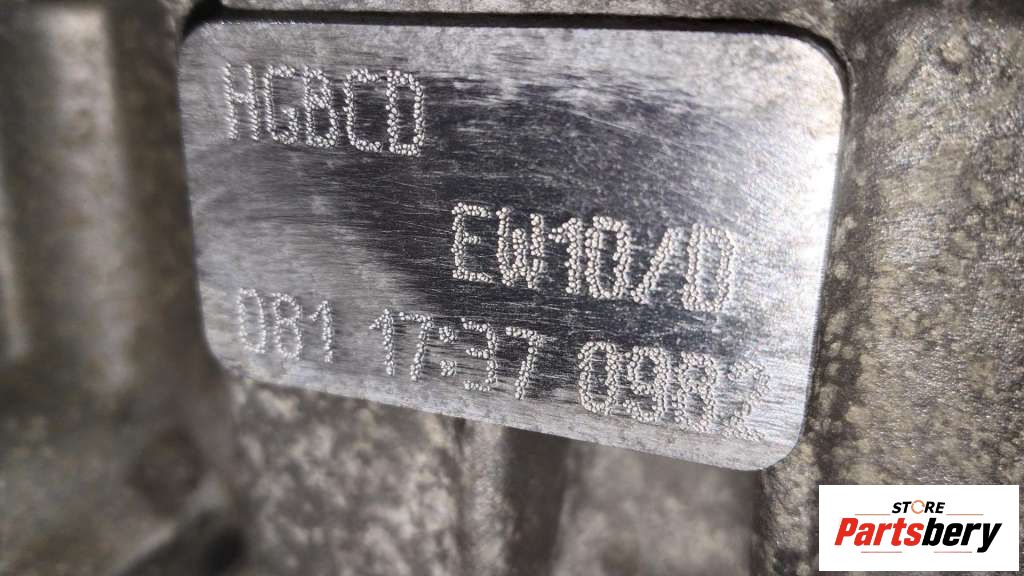 HGBCD
EW10/D
081 17:37 0982
STORE
Partsbery